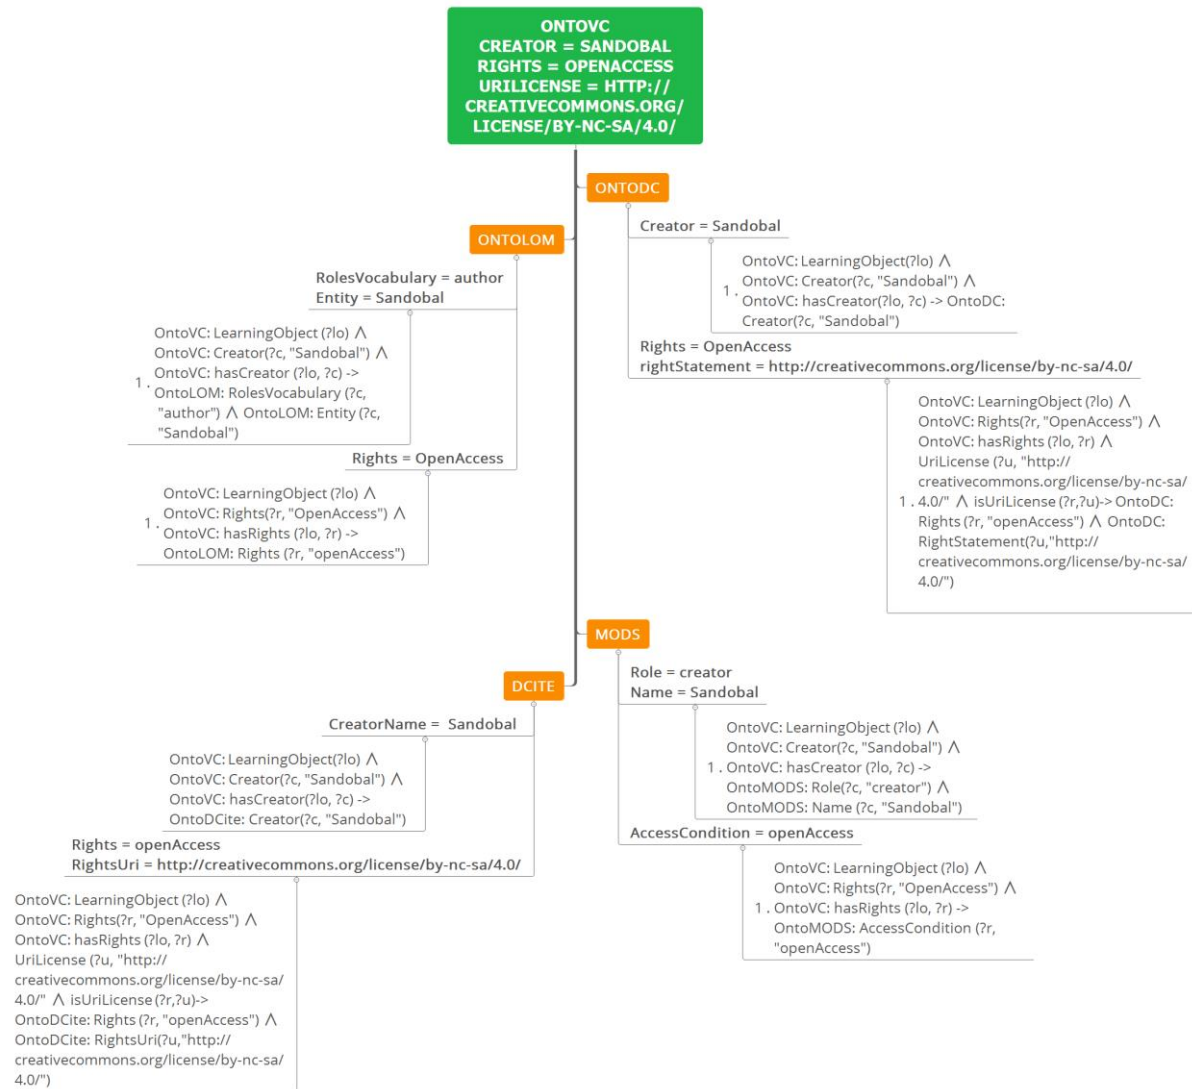 ONTOVC
CREATOR = SANDOBAL
RIGHTS = OPENACCESS
URILICENSE = HTTP://
CREATIVECOMMONS.ORG/
LICENSE/BY-NC-SA/4.0/
ONTODC
Creator = Sandobal
OntoVC: LearningObject(?lo) ⋀
OntoVC: Creator(?c, "Sandobal") ⋀
1 . OntoVC: hasCreator(?lo, ?c) -> OntoDC:
Creator(?c, "Sandobal")
Rights = OpenAccess
rightStatement = http://creativecommons.org/license/by-nc-sa/4.0/
OntoVC: LearningObject (?lo) ⋀
OntoVC: Rights(?r, "OpenAccess") ⋀
OntoVC: hasRights (?lo, ?r) ⋀
UriLicense (?u, "http://
creativecommons.org/license/by-nc-sa/
1 . 4.0/" ⋀ isUriLicense (?r,?u)-> OntoDC:
Rights (?r, "openAccess") ⋀ OntoDC:
RightStatement(?u,"http://
creativecommons.org/license/by-nc-sa/
4.0/")
ONTOLOM
RolesVocabulary = author
Entity = Sandobal
OntoVC: LearningObject (?lo) ⋀
OntoVC: Creator(?c, "Sandobal") ⋀
OntoVC: hasCreator (?lo, ?c) ->
1 . OntoLOM: RolesVocabulary (?c,
"author") ⋀ OntoLOM: Entity (?c,
"Sandobal")
Rights = OpenAccess
OntoVC: LearningObject (?lo) ⋀
OntoVC: Rights(?r, "OpenAccess") ⋀
1 . OntoVC: hasRights (?lo, ?r) ->
OntoLOM: Rights (?r, "openAccess")
MODS
Role = creator
Name = Sandobal
OntoVC: LearningObject (?lo) ⋀
OntoVC: Creator(?c, "Sandobal") ⋀
1 . OntoVC: hasCreator (?lo, ?c) ->
OntoMODS: Role(?c, "creator") ⋀
OntoMODS: Name (?c, "Sandobal")
AccessCondition = openAccess
OntoVC: LearningObject (?lo) ⋀
OntoVC: Rights(?r, "OpenAccess") ⋀
1 . OntoVC: hasRights (?lo, ?r) ->
OntoMODS: AccessCondition (?r,
"openAccess")
DCITE
CreatorName = Sandobal
OntoVC: LearningObject(?lo) ⋀
OntoVC: Creator(?c, "Sandobal") ⋀
OntoVC: hasCreator(?lo, ?c) ->
OntoDCite: Creator(?c, "Sandobal")
Rights = openAccess
RightsUri = http://creativecommons.org/license/by-nc-sa/4.0/
OntoVC: LearningObject (?lo) ⋀
OntoVC: Rights(?r, "OpenAccess") ⋀
OntoVC: hasRights (?lo, ?r) ⋀
UriLicense (?u, "http://
creativecommons.org/license/by-nc-sa/
4.0/" ⋀ isUriLicense (?r,?u)->
OntoDCite: Rights (?r, "openAccess") ⋀
OntoDCite: RightsUri(?u,"http://
creativecommons.org/license/by-nc-sa/
4.0/")